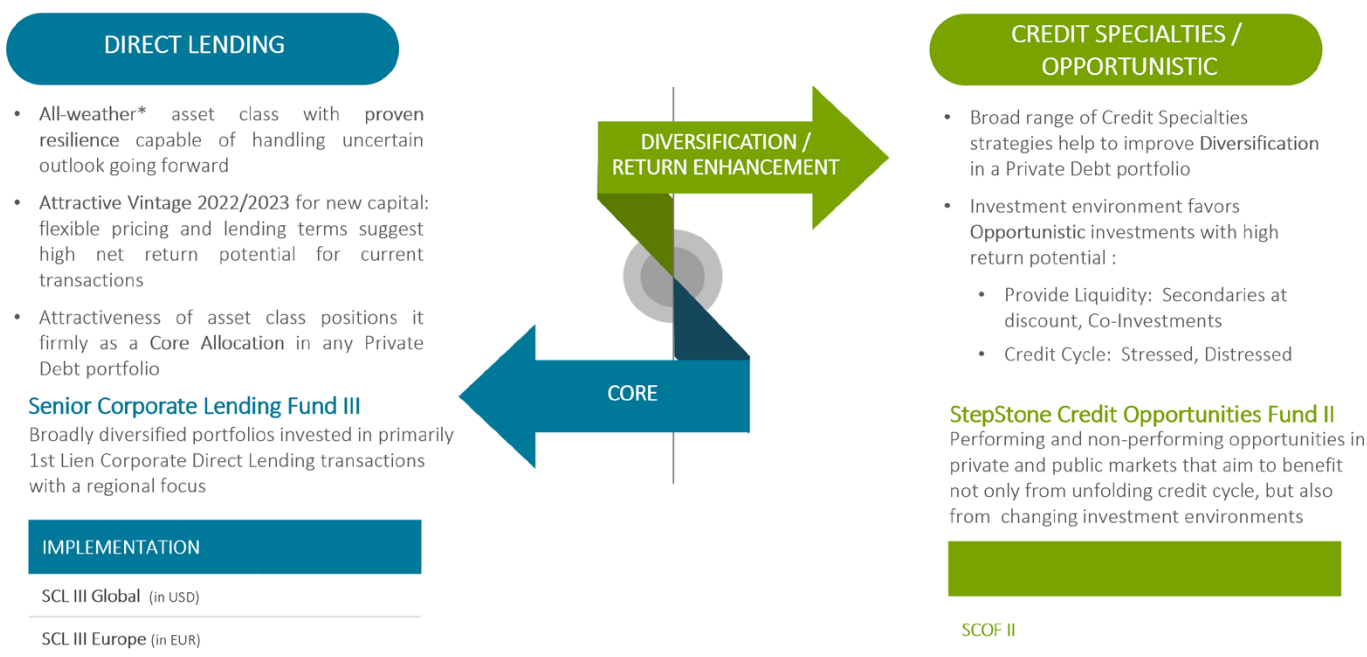 DIRECT LENDING
• All-weather* asset class with proven
resilience capable of handling uncertain
outlook going forward
• Attractive Vintage 2022/2023 for new capital:
flexible pricing and lending terms suggest
high net return potential for current
transactions
• Attractiveness of asset class positions it
firmly as a Core Allocation in any Private
Debt portfolio
Senior Corporate Lending Fund III
Broadly diversified portfolios invested in primarily
1st Lien Corporate Direct Lending transactions
with a regional focus
IMPLEMENTATION
SCL III Global (in USD)
SCL III Europe (in EUR)
DIVERSIFICATION /
RETURN ENHANCEMENT
CORE
CREDIT SPECIALTIES /
OPPORTUNISTIC
• Broad range of Credit Specialties
strategies help to improve Diversification
in a Private Debt portfolio
• Investment environment favors
Opportunistic investments with high
return potential :
• Provide Liquidity: Secondaries at
discount, Co-Investments
• Credit Cycle: Stressed, Distressed
StepStone Credit Opportunities Fund II
Performing and non-performing opportunities in
private and public markets that aim to benefit
not only from unfolding credit cycle, but also
from changing investment environments
SCOF II